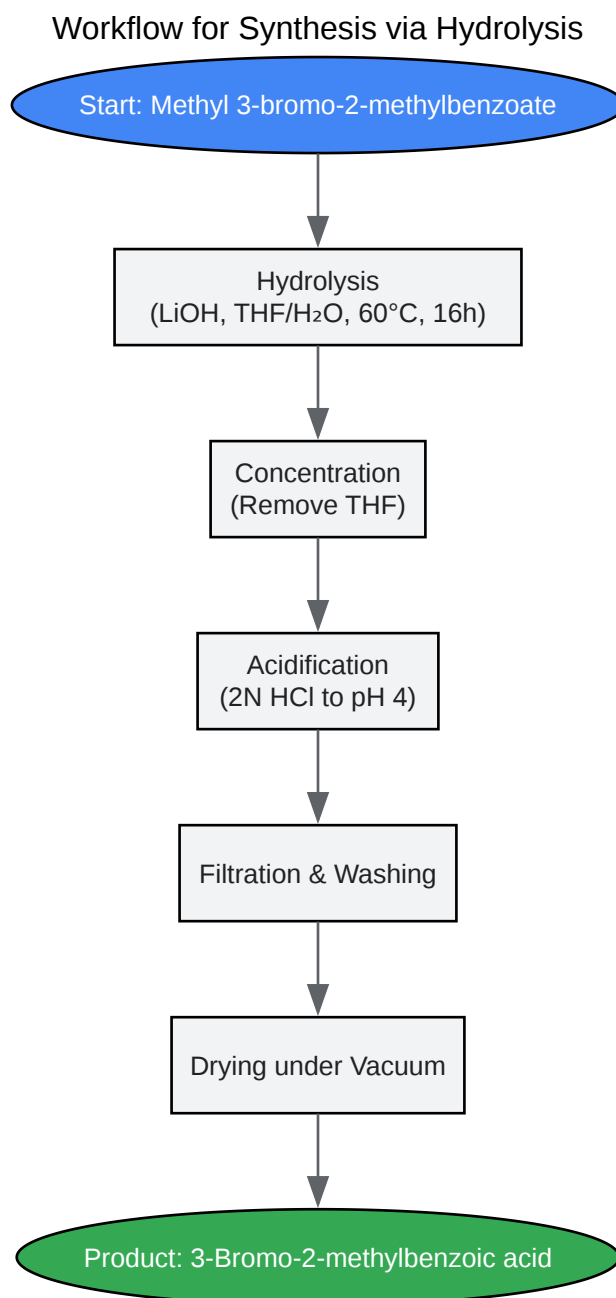 Workflow for Synthesis via Hydrolysis
Start: Methyl 3-bromo-2-methylbenzoate
Hydrolysis
(LiOH, THF/H₂O, 60°C, 16h)
Concentration
(Remove THF)
Acidification
(2N HCl to pH 4)
Filtration & Washing
Drying under Vacuum
Product: 3-Bromo-2-methylbenzoic acid